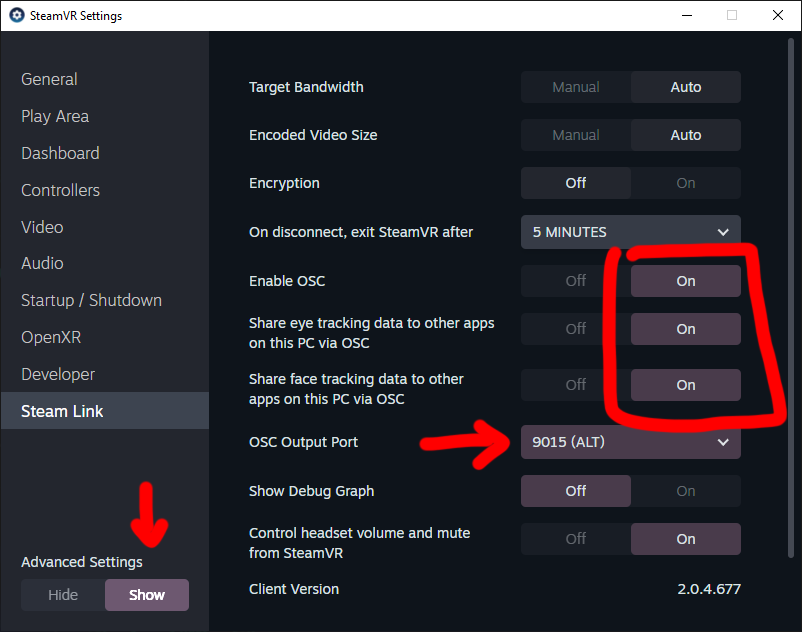 SteamVR Settings
General
Play Area
Dashboard
Controllers
Video
Audio
Startup / Shutdown
OpenXR
Developer
Steam Link
Advanced Settings
Hide Show
Target Bandwidth Manual Auto
Encoded Video Size Manual Auto
Encryption Off On
On disconnect, exit SteamVR after 5 MINUTES
Enable OSC Off On
Share eye tracking data to other apps
on this PC via OSC Off On
Share face tracking data to other
apps on this PC via OSC Off On
OSC Output Port 9015 (ALT)
Show Debug Graph Off On
Control headset volume and mute
from SteamVR Off On
Client Version 2.0.4.677